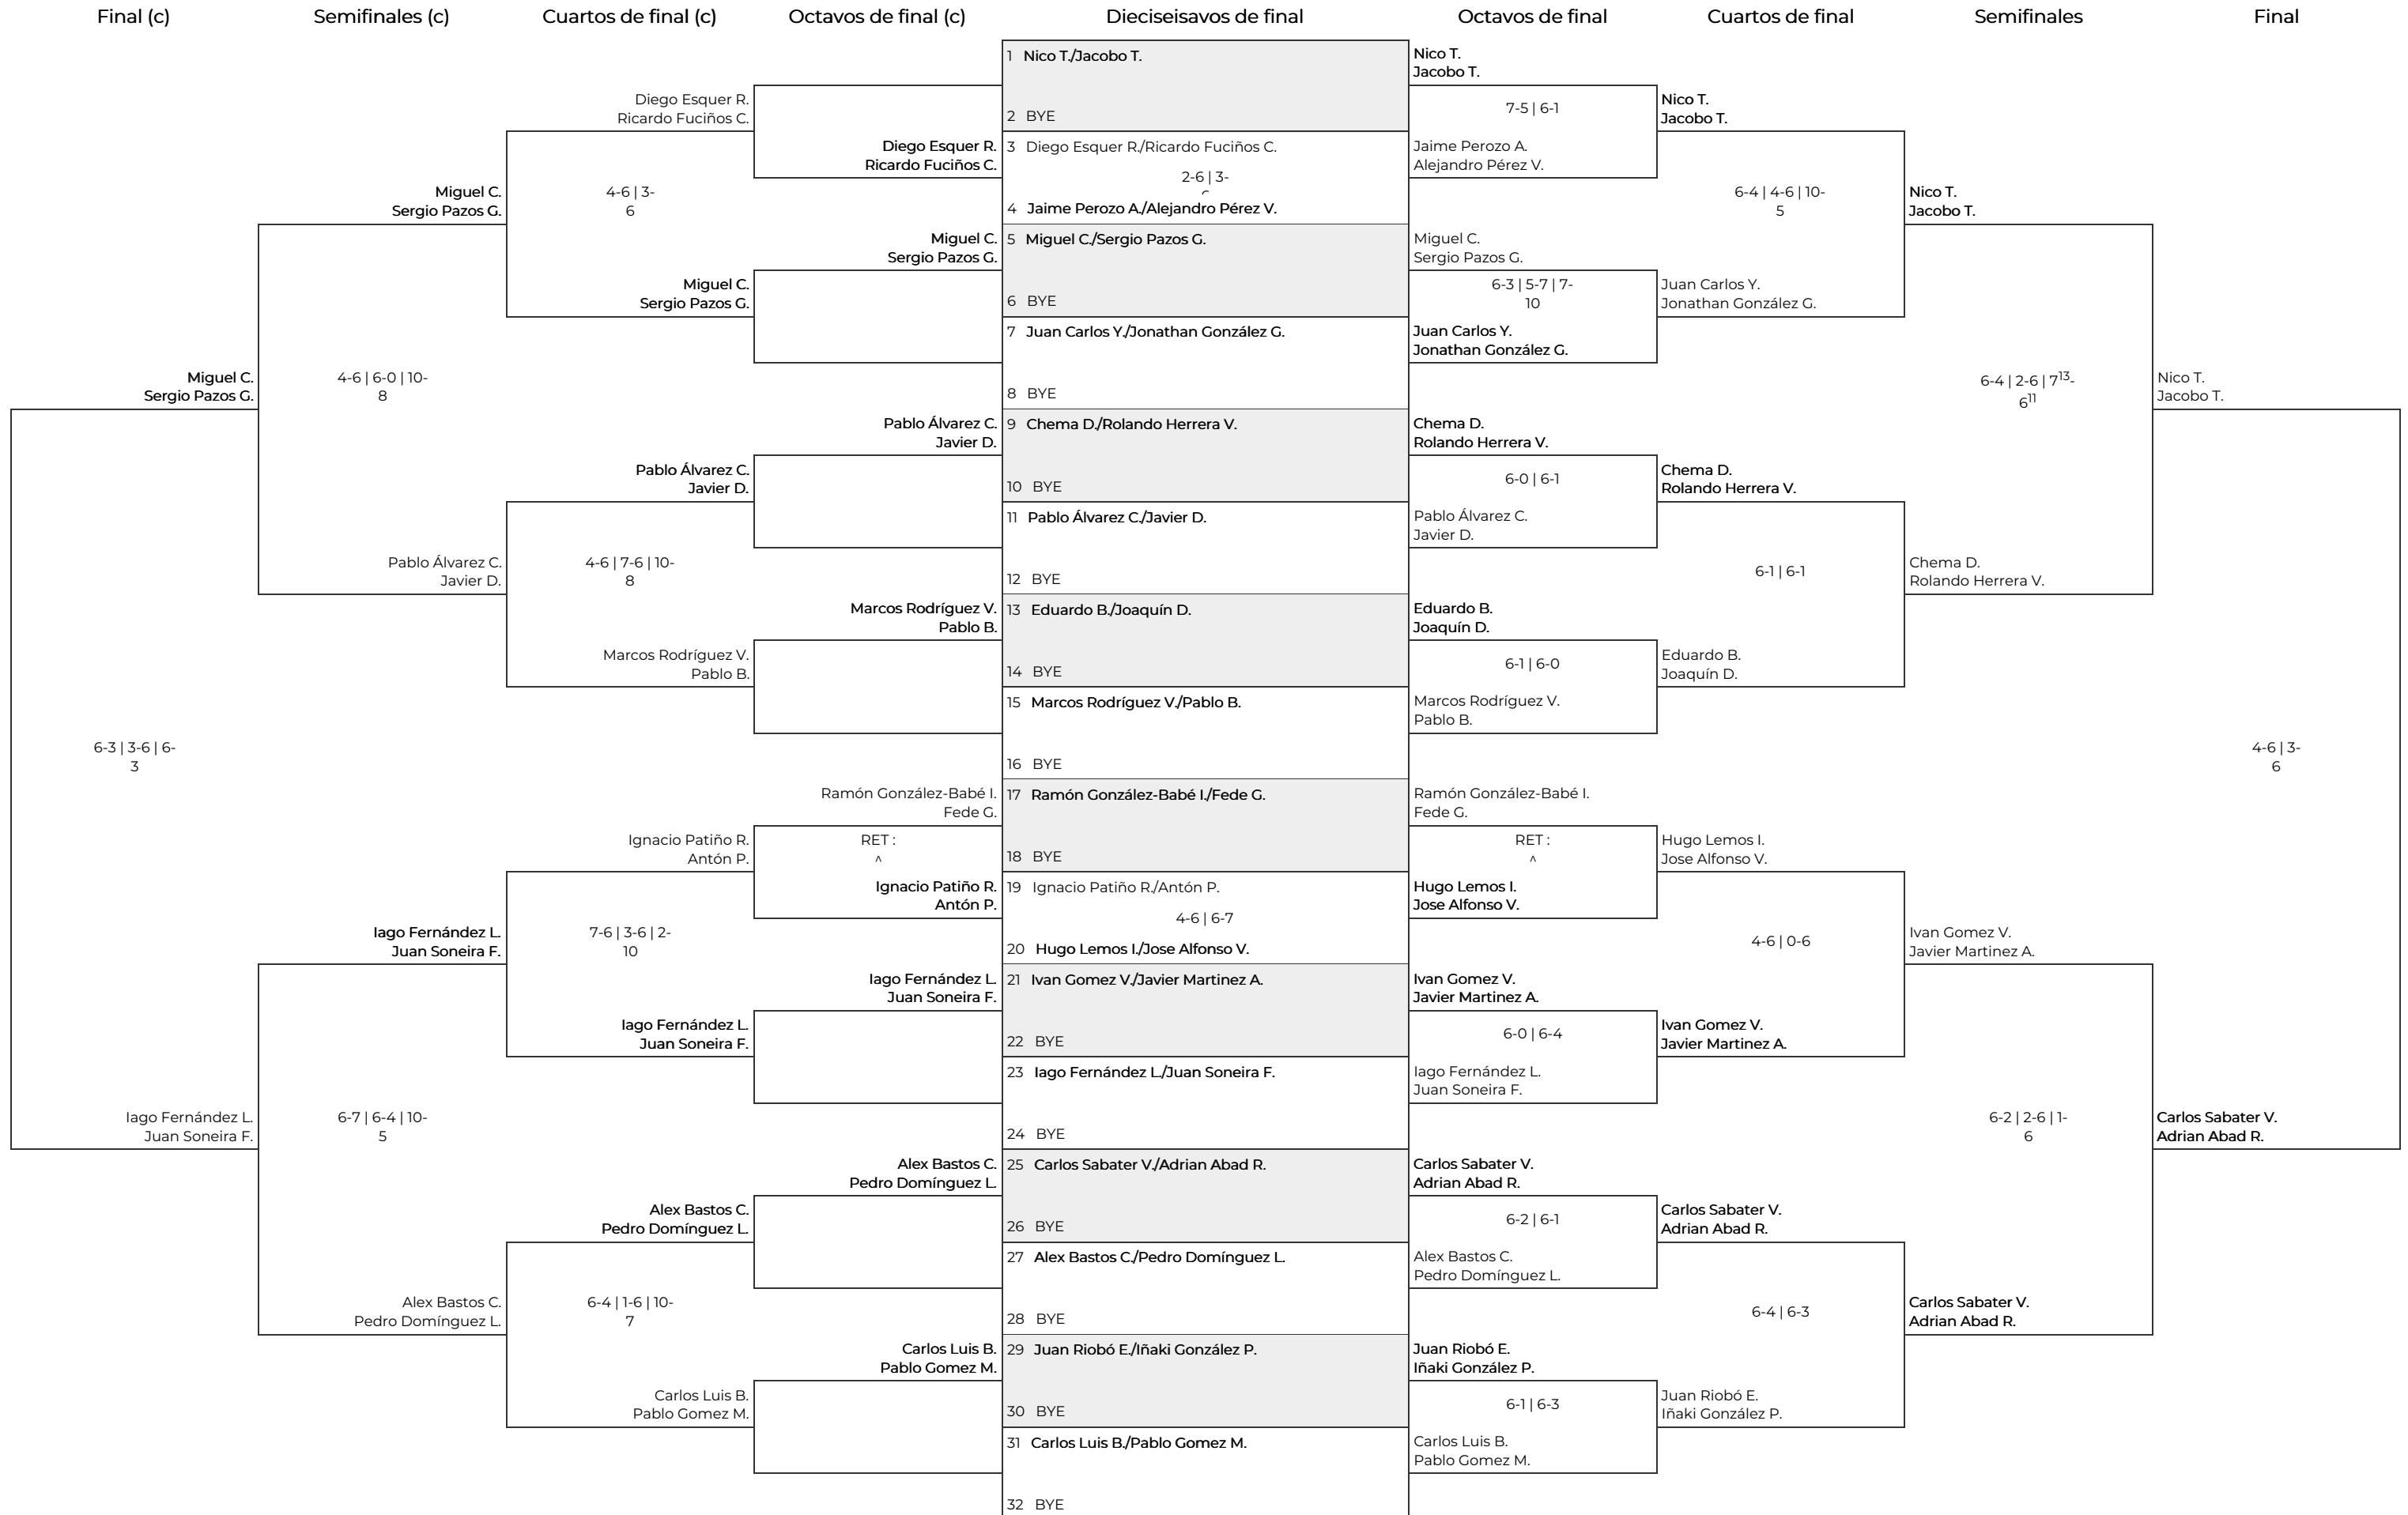 Final (c)
Semifinales (c)
Cuartos de final (c)
Octavos de final (c)
Dieciseisavos de final
Octavos de final
Cuartos de final
Semifinales
Final
Miguel C.
Sergio Pazos G.
6-3 | 3-6 | 6-
3
Iago Fernández L.
Juan Soneira F.
Miguel C.
Sergio Pazos G.
4-6 | 6-0 | 10-
8
Pablo Álvarez C.
Javier D.
Iago Fernández L.
Juan Soneira F.
6-7 | 6-4 | 10-
5
Alex Bastos C.
Pedro Domínguez L.
Diego Esquer R.
Ricardo Fuciños C.
4-6 | 3-
6
Miguel C.
Sergio Pazos G.
Pablo Álvarez C.
Javier D.
4-6 | 7-6 | 10-
8
Marcos Rodríguez V.
Pablo B.
Ignacio Patiño R.
Antón P.
7-6 | 3-6 | 2-
10
Iago Fernández L.
Juan Soneira F.
Alex Bastos C.
Pedro Domínguez L.
6-4 | 1-6 | 10-
7
Carlos Luis B.
Pablo Gomez M.
Diego Esquer R.
Ricardo Fuciños C.
Miguel C.
Sergio Pazos G.
Pablo Álvarez C.
Javier D.
Marcos Rodríguez V.
Pablo B.
Ramón González-Babé I.
Fede G.
RET :
^
Ignacio Patiño R.
Antón P.
Iago Fernández L.
Juan Soneira F.
Alex Bastos C.
Pedro Domínguez L.
Carlos Luis B.
Pablo Gomez M.
1 Nico T./Jacobo T.
2 BYE
3 Diego Esquer R./Ricardo Fuciños C.
2-6 | 3-
4 Jaime Perozo A./Alejandro Pérez V.
5 Miguel C./Sergio Pazos G.
6 BYE
7 Juan Carlos Y./Jonathan González G.
8 BYE
9 Chema D./Rolando Herrera V.
10 BYE
11 Pablo Álvarez C./Javier D.
12 BYE
13 Eduardo B./Joaquín D.
14 BYE
15 Marcos Rodríguez V./Pablo B.
16 BYE
17 Ramón González-Babé I./Fede G.
18 BYE
19 Ignacio Patiño R./Antón P.
4-6 | 6-7
20 Hugo Lemos I./Jose Alfonso V.
21 Ivan Gomez V./Javier Martinez A.
22 BYE
23 Iago Fernández L./Juan Soneira F.
24 BYE
25 Carlos Sabater V./Adrian Abad R.
26 BYE
27 Alex Bastos C./Pedro Domínguez L.
28 BYE
29 Juan Riobó E./Iñaki González P.
30 BYE
31 Carlos Luis B./Pablo Gomez M.
32 BYE
Nico T.
Jacobo T.
7-5 | 6-1
Jaime Perozo A.
Alejandro Pérez V.
Miguel C.
Sergio Pazos G.
6-3 | 5-7 | 7-
10
Juan Carlos Y.
Jonathan González G.
Chema D.
Rolando Herrera V.
6-0 | 6-1
Pablo Álvarez C.
Javier D.
Eduardo B.
Joaquín D.
6-1 | 6-0
Marcos Rodríguez V.
Pablo B.
Ramón González-Babé I.
Fede G.
RET :
^
Hugo Lemos I.
Jose Alfonso V.
Ivan Gomez V.
Javier Martinez A.
6-0 | 6-4
Iago Fernández L.
Juan Soneira F.
Carlos Sabater V.
Adrian Abad R.
6-2 | 6-1
Alex Bastos C.
Pedro Domínguez L.
Juan Riobó E.
Iñaki González P.
6-1 | 6-3
Carlos Luis B.
Pablo Gomez M.
Nico T.
Jacobo T.
6-4 | 4-6 | 10-
5
Juan Carlos Y.
Jonathan González G.
Chema D.
Rolando Herrera V.
6-1 | 6-1
Eduardo B.
Joaquín D.
Hugo Lemos I.
Jose Alfonso V.
4-6 | 0-6
Ivan Gomez V.
Javier Martinez A.
Carlos Sabater V.
Adrian Abad R.
6-4 | 6-3
Juan Riobó E.
Iñaki González P.
Nico T.
Jacobo T.
6-4 | 2-6 | 7¹³-
6¹¹
Chema D.
Rolando Herrera V.
Ivan Gomez V.
Javier Martinez A.
6-2 | 2-6 | 1-
6
Carlos Sabater V.
Adrian Abad R.
Nico T.
Jacobo T.
4-6 | 3-
6
Carlos Sabater V.
Adrian Abad R.